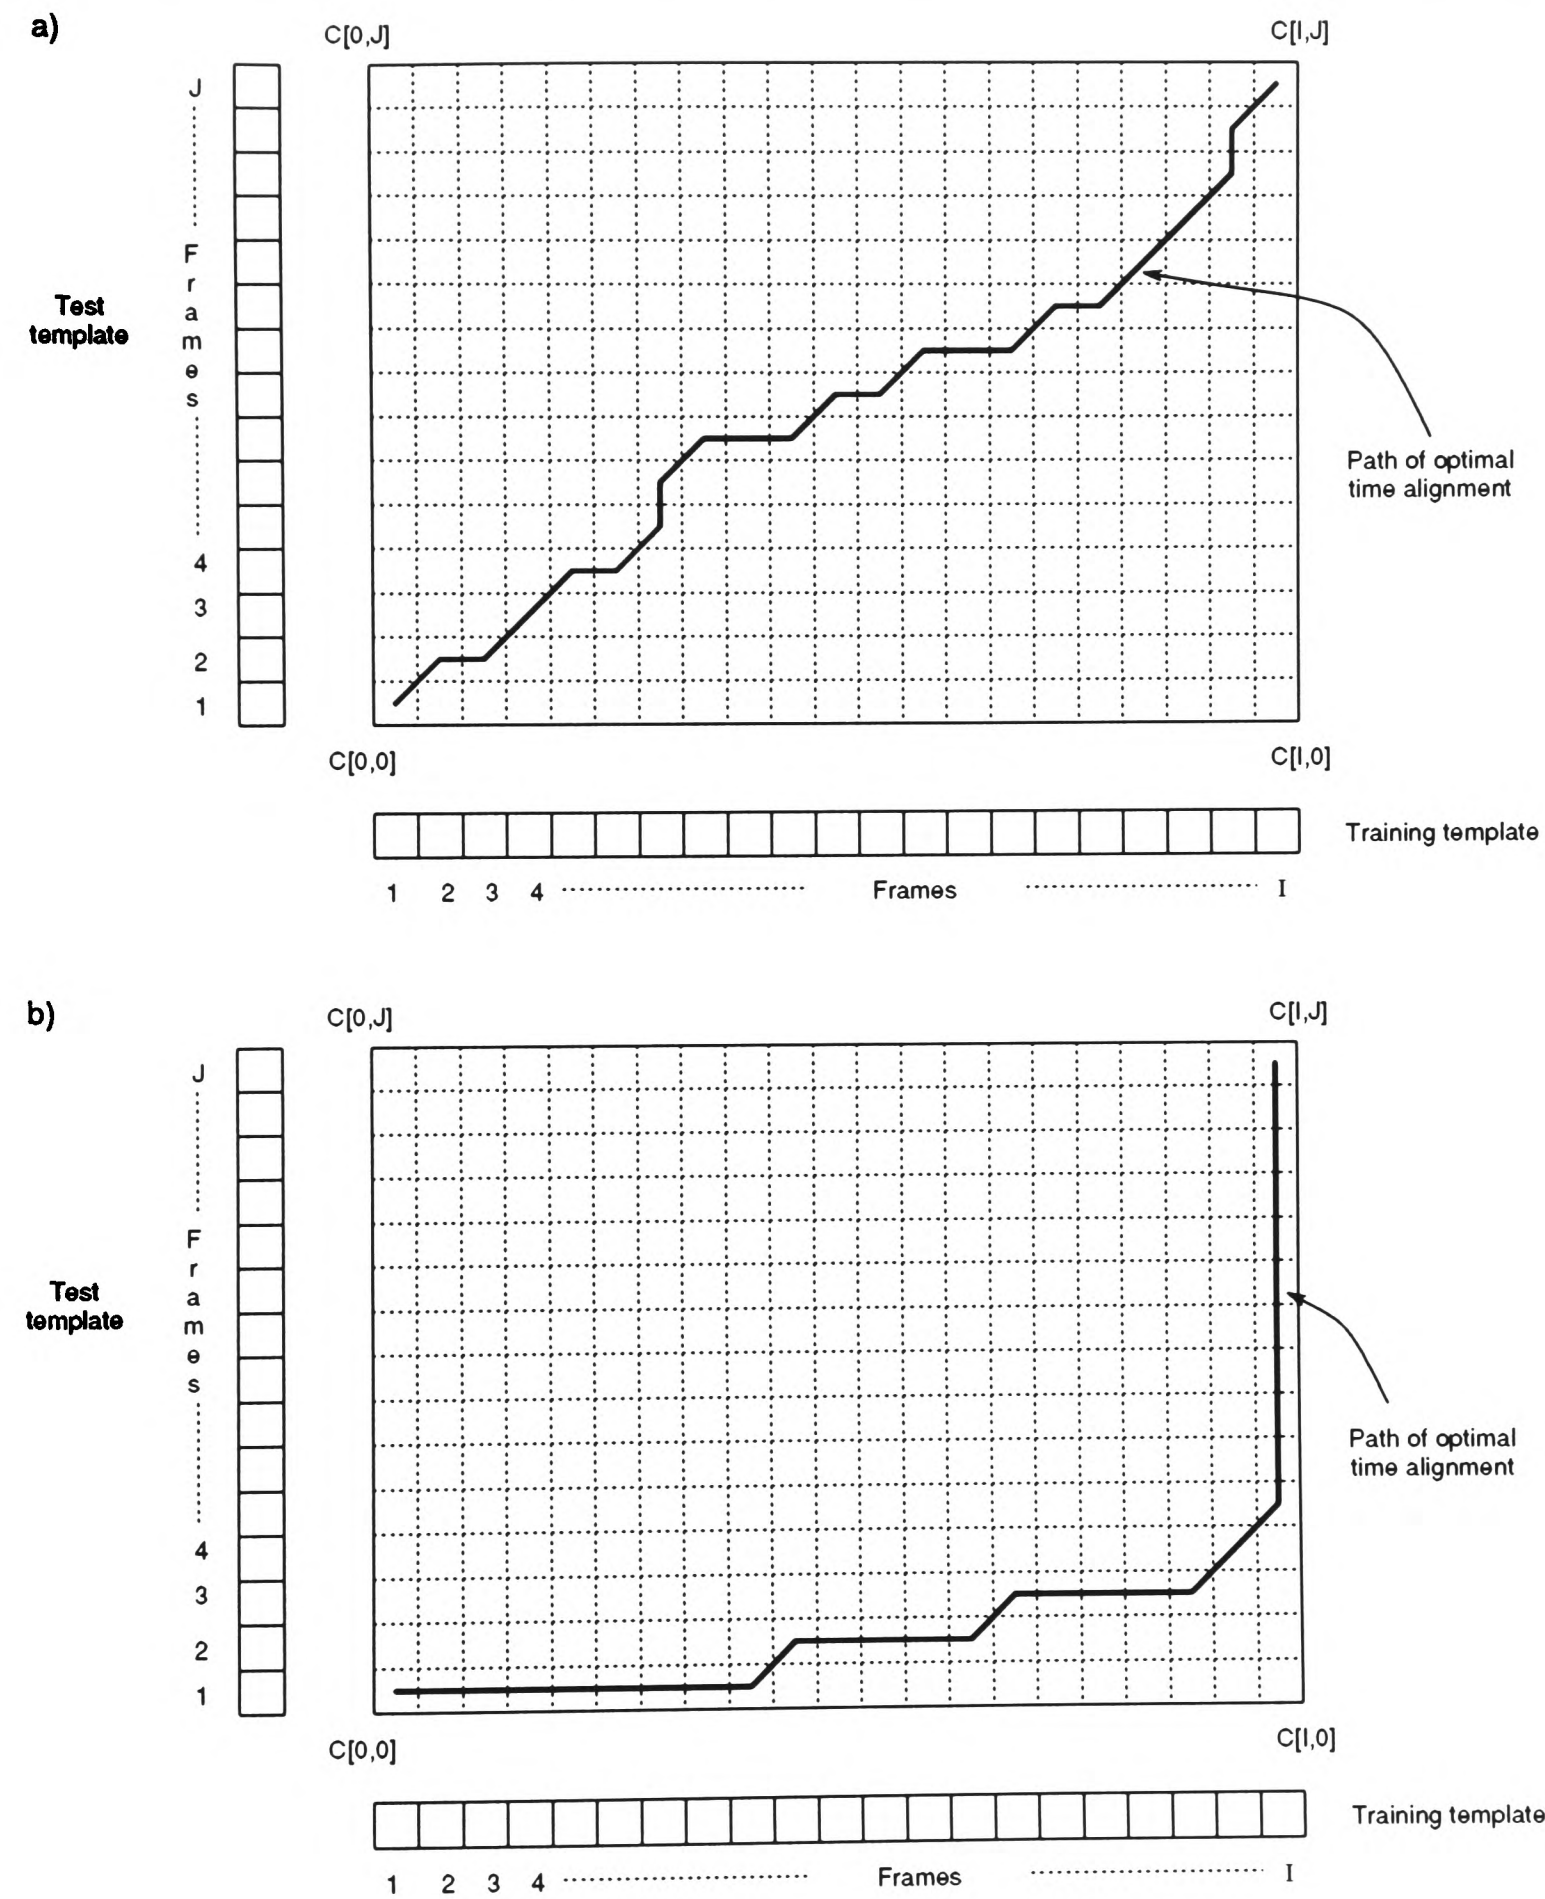 a)
C[0,J]
C[I,J]
J
Frames
4
3
2
1
Test
template
Path of optimal
time alignment
C[0,0]
C[I,0]
Training template
1 2 3 4 Frames I
b)
C[0,J]
C[I,J]
J
Frames
4
3
2
1
Test
template
Path of optimal
time alignment
C[0,0]
C[I,0]
Training template
1 2 3 4 Frames I